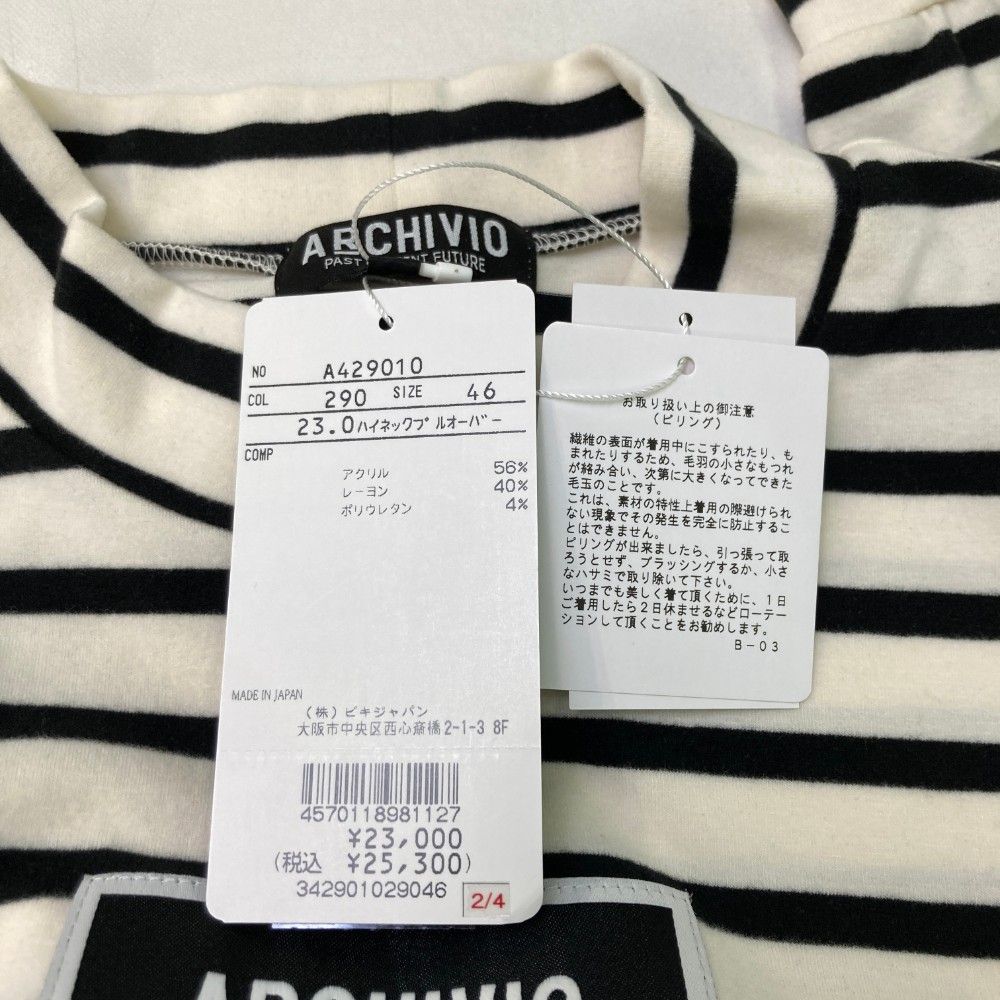 ARCHIVIO
PAST
ENT FUTURE
NO A429010
COL 290 SIZE 46
23.0ハイネックプルオーバー
COMP
アクリル 56%
レーヨン 40%
ポリウレタン 4%
MADE IN JAPAN
(株)ビキジャパン
大阪市中央区西心斎橋2-1-3 8F
4570118981127
¥23,000
(税込 ¥25,300)
342901029046
2/4
お取り扱い上の御注意
(ピリング)
繊維の表面が着用中にこすられたり、も
まれたりするため、毛羽の小さなもつれ
が絡み合い、次第に大きくなってできた
毛玉のことです。
これは、素材の特性上着用の際避けられ
ない現象でその発生を完全に防止するこ
とはできません。
ピリングが出来ましたら、引っ張って取
ろうとせず、ブラッシングするか、小さ
なハサミで取り除いて下さい。
いつまでも美しく着て頂くために、1日
ご着用したら2日休ませるなどローテー
ションして頂くことをお勧めします。
B-03
ARCHIVIO